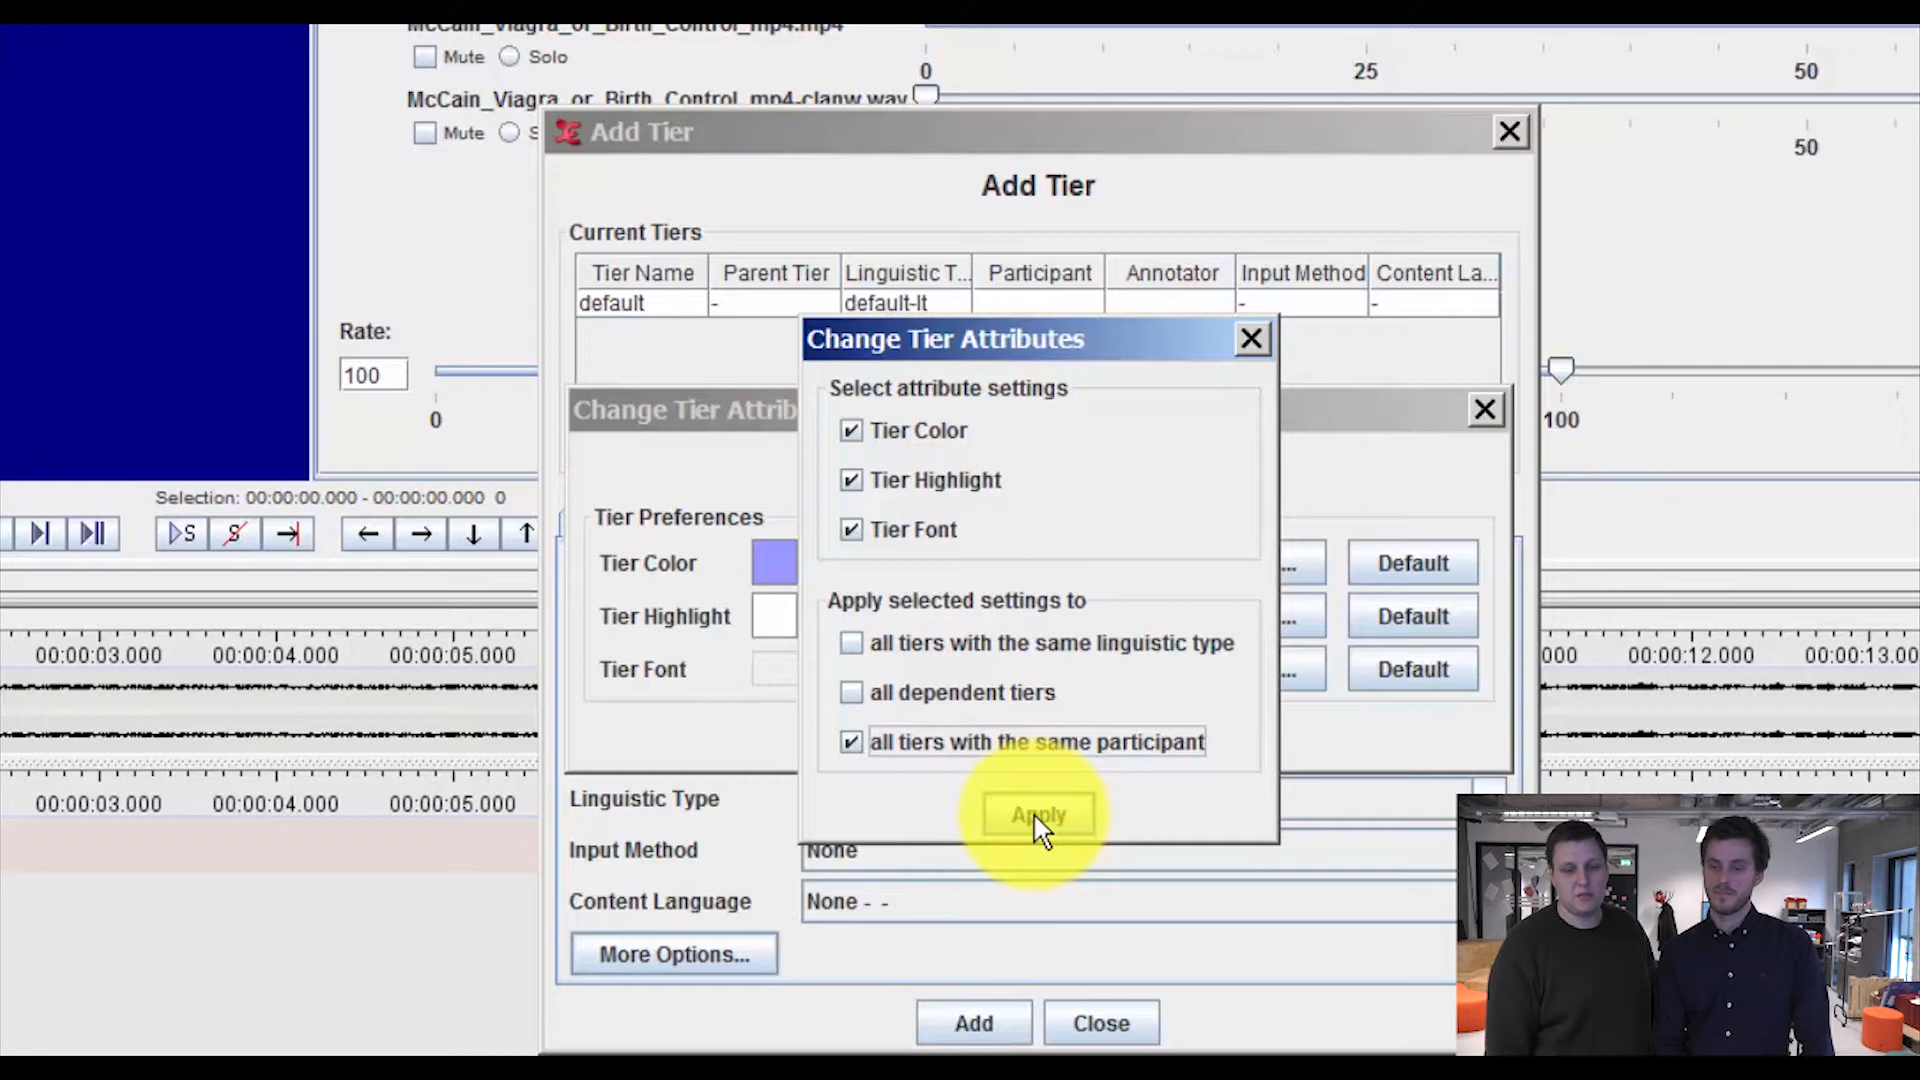 McCain_Viagra_or_Birth_Control_mp4.mp4
Mute Solo
0 25 50
McCain_Viagra_or_Birth_Control_mp4-clanw.wav
Mute S
50
Add Tier
Add Tier
Current Tiers
Tier Name Parent Tier Linguistic T... Participant Annotator Input Method Content La...
default - default-lt - -
Rate:
100
0
100
Change Tier Attrib
Change Tier Attributes
Select attribute settings
Tier Color
Tier Highlight
Tier Font
Apply selected settings to
all tiers with the same linguistic type
all dependent tiers
all tiers with the same participant
Apply
Selection: 00:00:00.000 - 00:00:00.000 0
S S
Tier Preferences
Tier Color ... Default
Tier Highlight ... Default
Tier Font ... Default
00:00:03.000 00:00:04.000 00:00:05.000 000 00:00:12.000 00:00:13.00
00:00:03.000 00:00:04.000 00:00:05.000
Linguistic Type
Input Method None
Content Language None - -
More Options...
Add Close